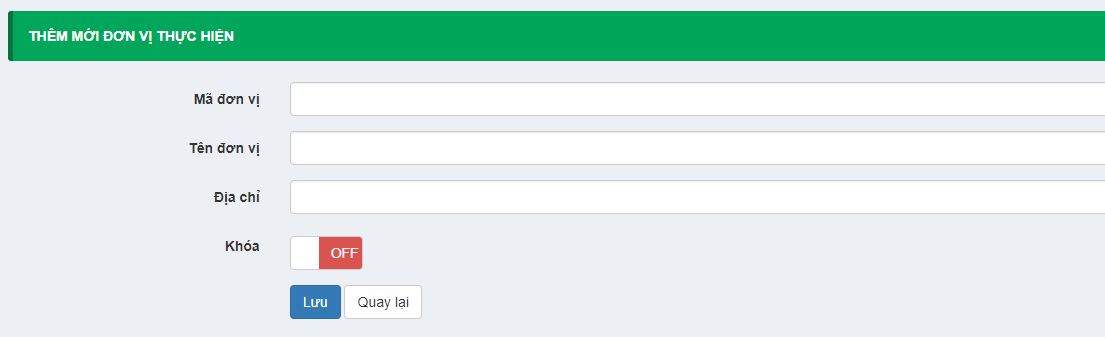 THÊM MỚI ĐƠN VỊ THỰC HIỆN
Mã đơn vị
Tên đơn vị
Địa chỉ
Khóa OFF
Lưu Quay lại